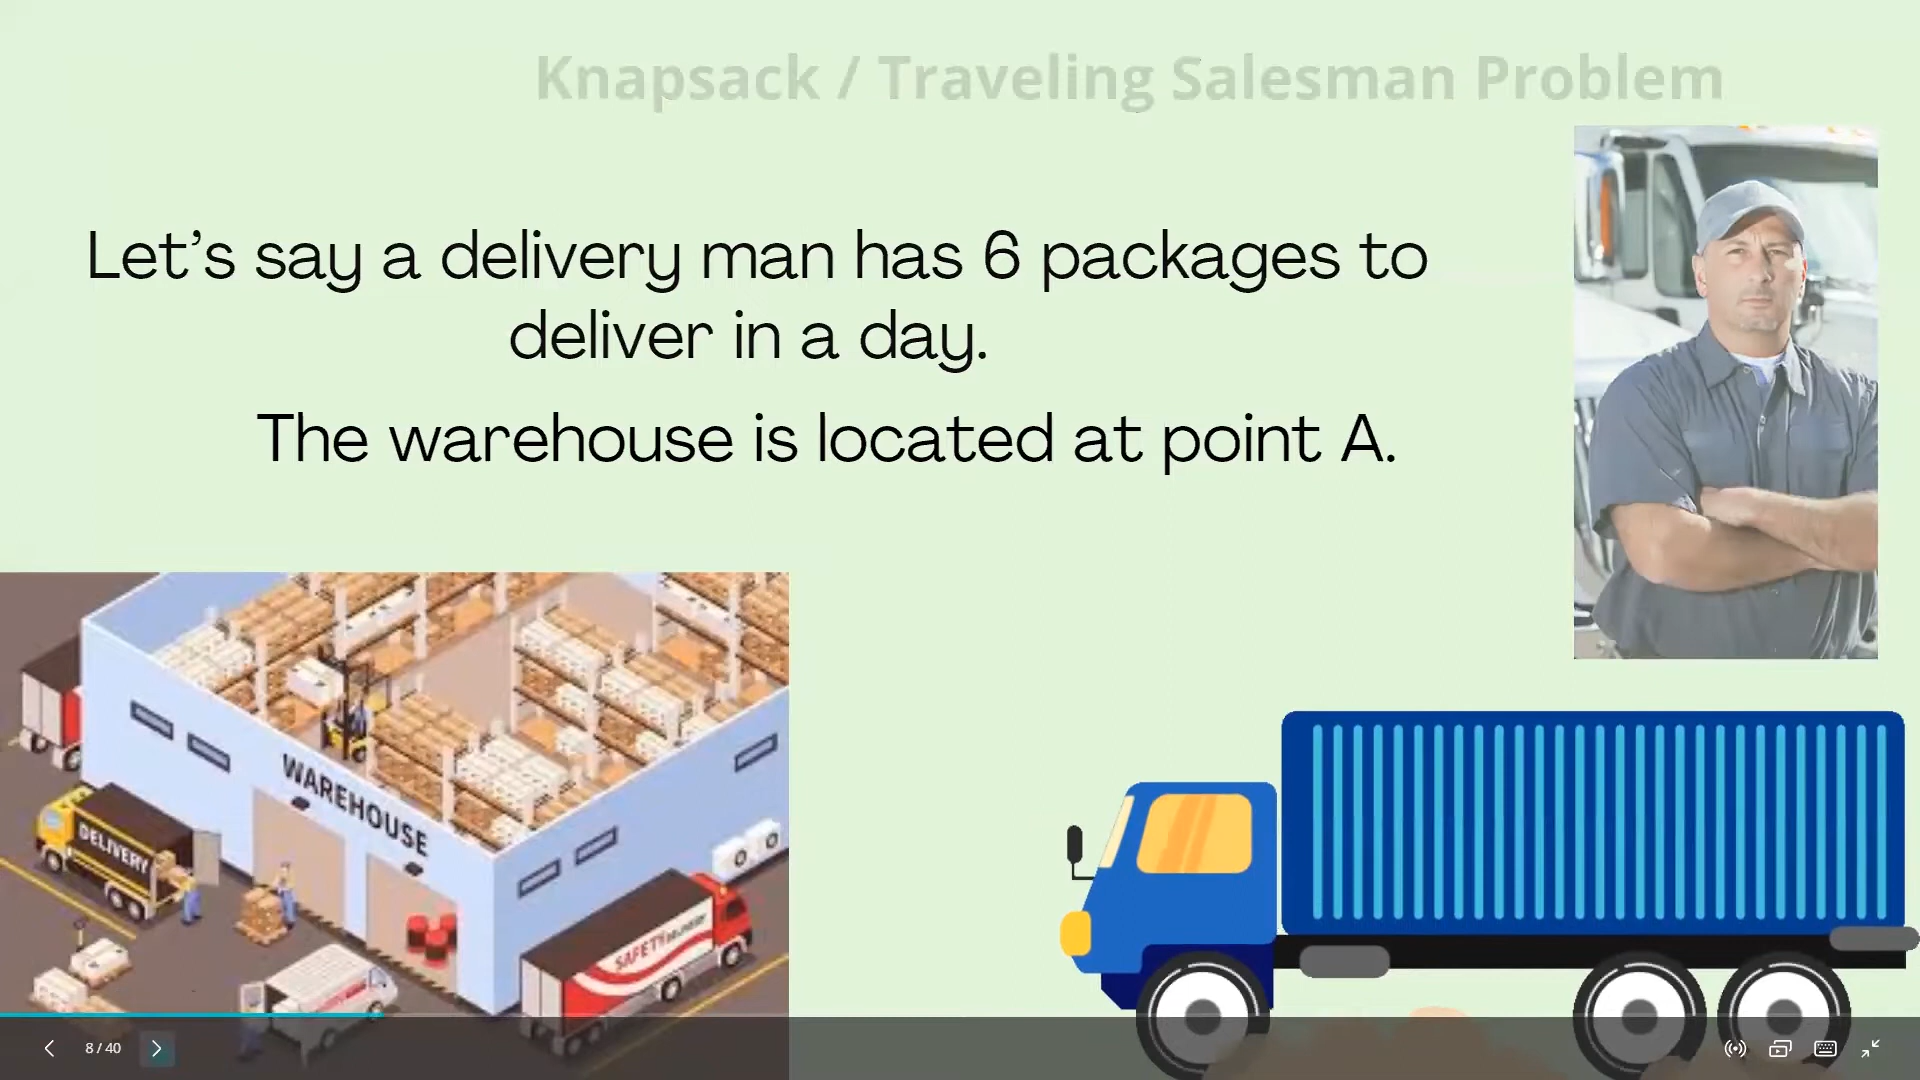 Knapsack / Traveling Salesman Problem
Let's say a delivery man has 6 packages to
deliver in a day.
The warehouse is located at point A.
WAREHOUSE
DELIVERY
SAFETY
8 / 40